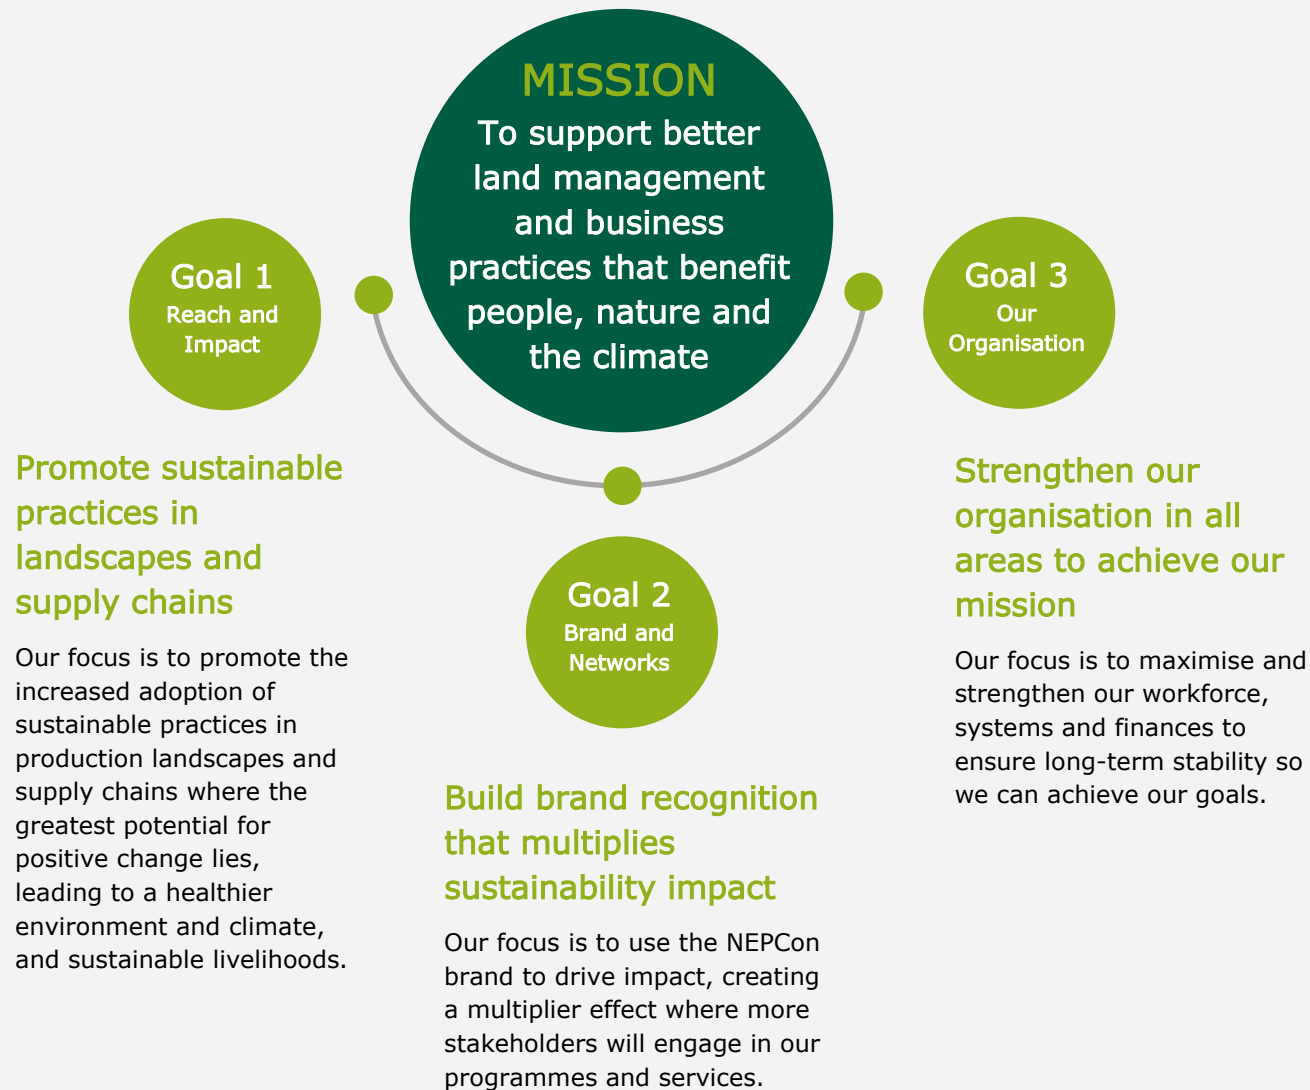 MISSION
To support better
land management
and business
practices that benefit
people, nature and
the climate
Goal 1
Reach and
Impact
Promote sustainable
practices in
landscapes and
supply chains
Our focus is to promote the
increased adoption of
sustainable practices in
production landscapes and
supply chains where the
greatest potential for
positive change lies,
leading to a healthier
environment and climate,
and sustainable livelihoods.
Goal 2
Brand and
Networks
Build brand recognition
that multiplies
sustainability impact
Our focus is to use the NEPCon
brand to drive impact, creating
a multiplier effect where more
stakeholders will engage in our
programmes and services.
Goal 3
Our
Organisation
Strengthen our
organisation in all
areas to achieve our
mission
Our focus is to maximise and
strengthen our workforce,
systems and finances to
ensure long-term stability so
we can achieve our goals.